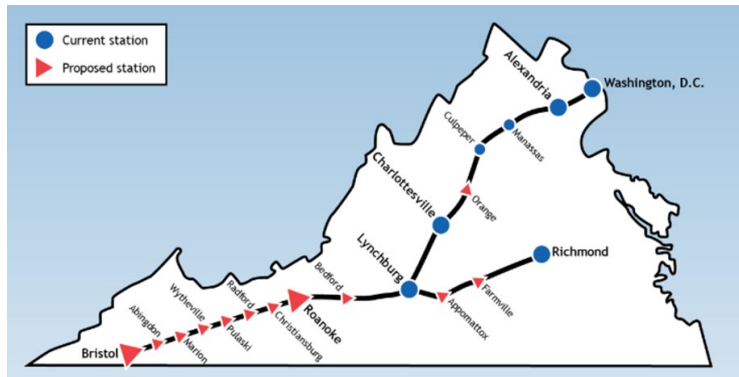 Current station
Proposed station
Washington, D.C.
Alexandria
Manassas
Culpeper
Orange
Charlottesville
Lynchburg
Richmond
Farmville
Appomattox
Bedford
Roanoke
Christiansburg
Radford
Pulaski
Wytheville
Marion
Abingdon
Bristol